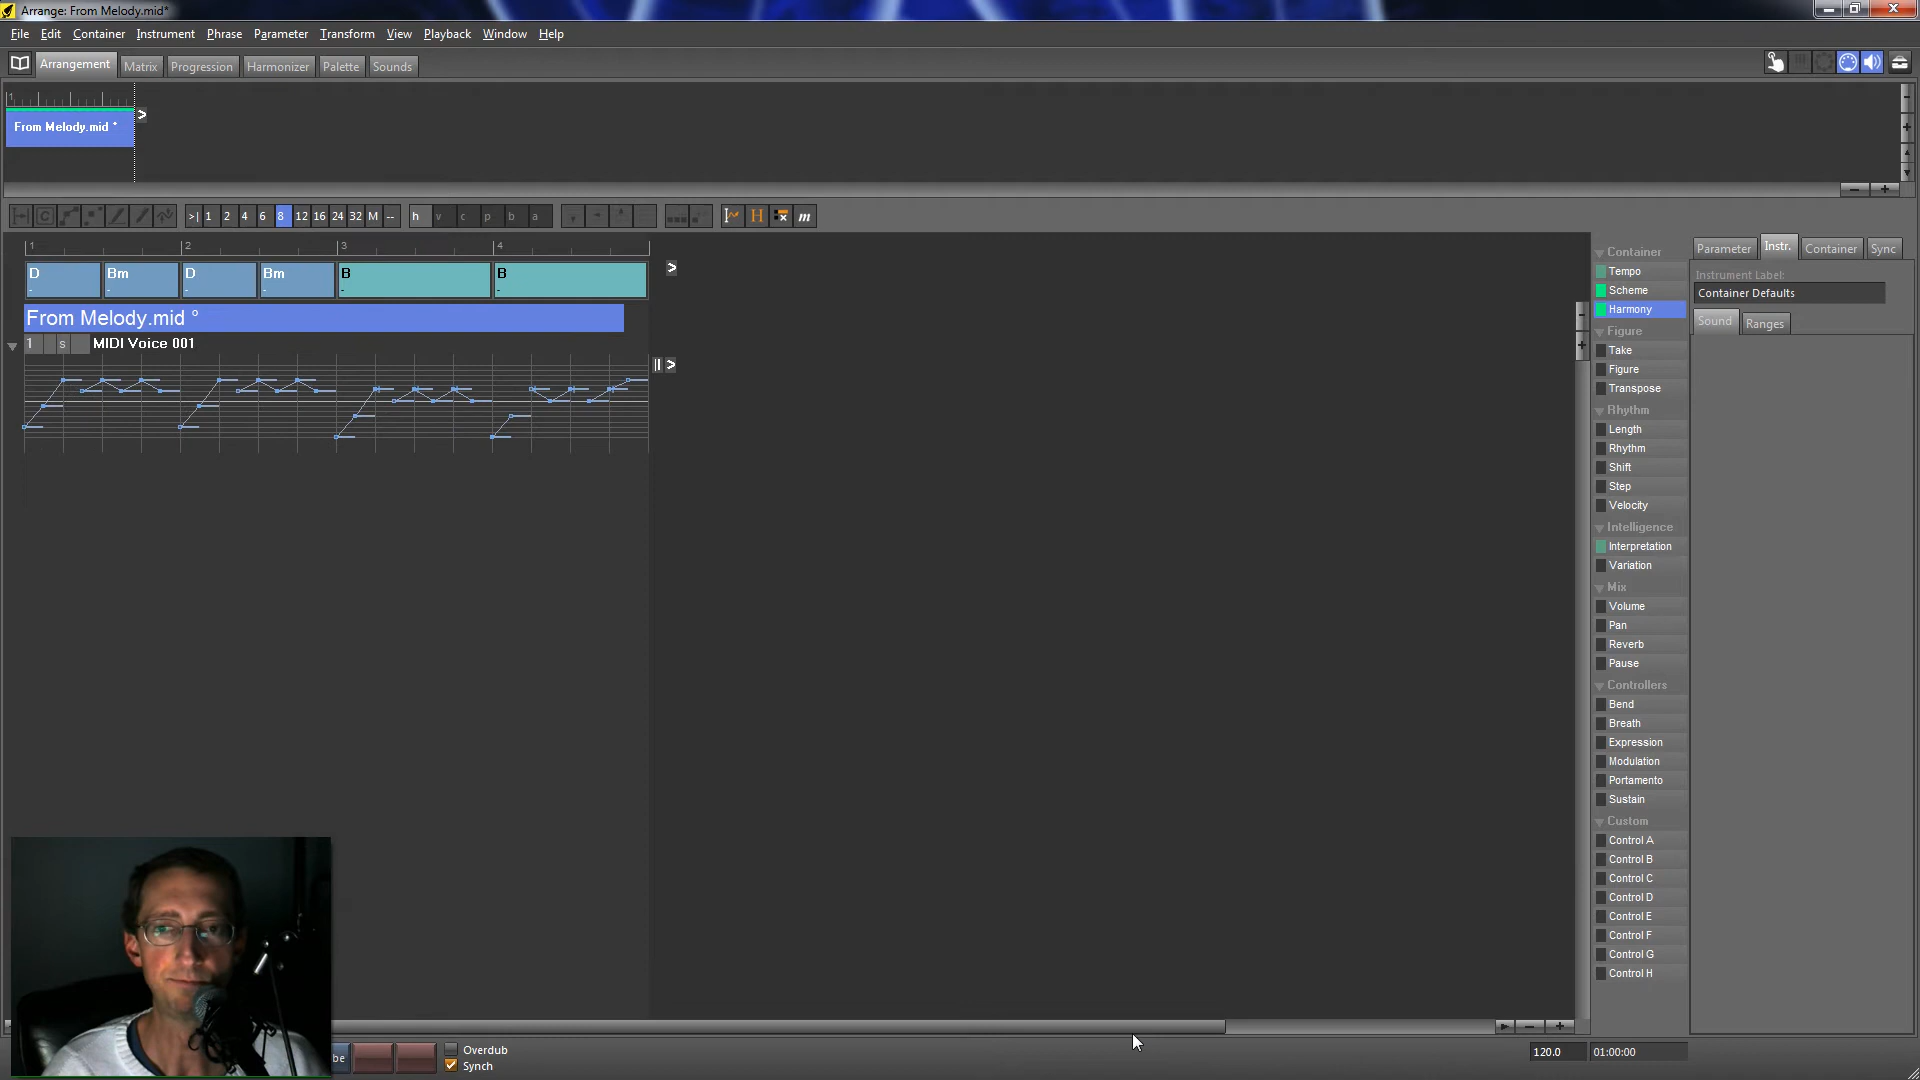 Arrange: From Melody.mid*
File Edit Container Instrument Phrase Parameter Transform View Playback Window Help
Arrangement Matrix Progression Harmonizer Palette Sounds
1
From Melody.mid *
>
>| 1 2 4 6 8 12 16 24 32 M -- h v c p b a H m
1 2 3 4
D Bm D Bm B B
- - - - - -
>
From Melody.mid °
1 s MIDI Voice 001
|| >
Container
Tempo
Scheme
Harmony
Figure
Take
Figure
Transpose
Rhythm
Length
Rhythm
Shift
Step
Velocity
Intelligence
Interpretation
Variation
Mix
Volume
Pan
Reverb
Pause
Controllers
Bend
Breath
Expression
Modulation
Portamento
Sustain
Custom
Control A
Control B
Control C
Control D
Control E
Control F
Control G
Control H
Parameter Instr. Container Sync
Instrument Label:
Container Defaults
Sound Ranges
be
Overdub
Synch
120.0 01:00:00